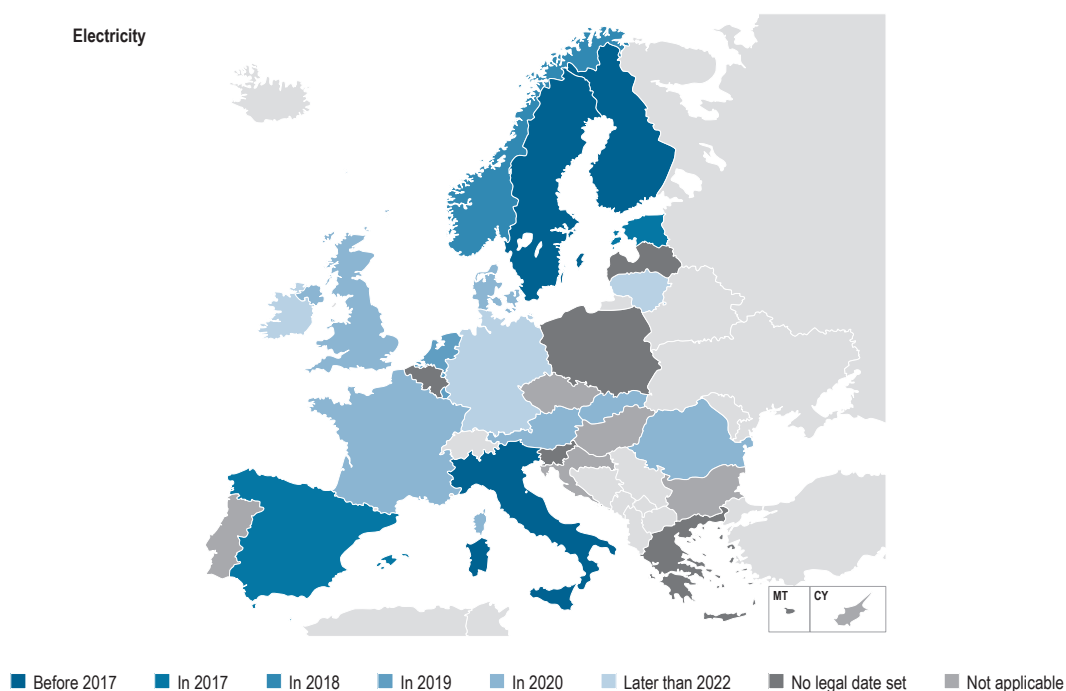 Electricity
MT
CY
Before 2017
In 2017
In 2018
In 2019
In 2020
Later than 2022
No legal date set
Not applicable